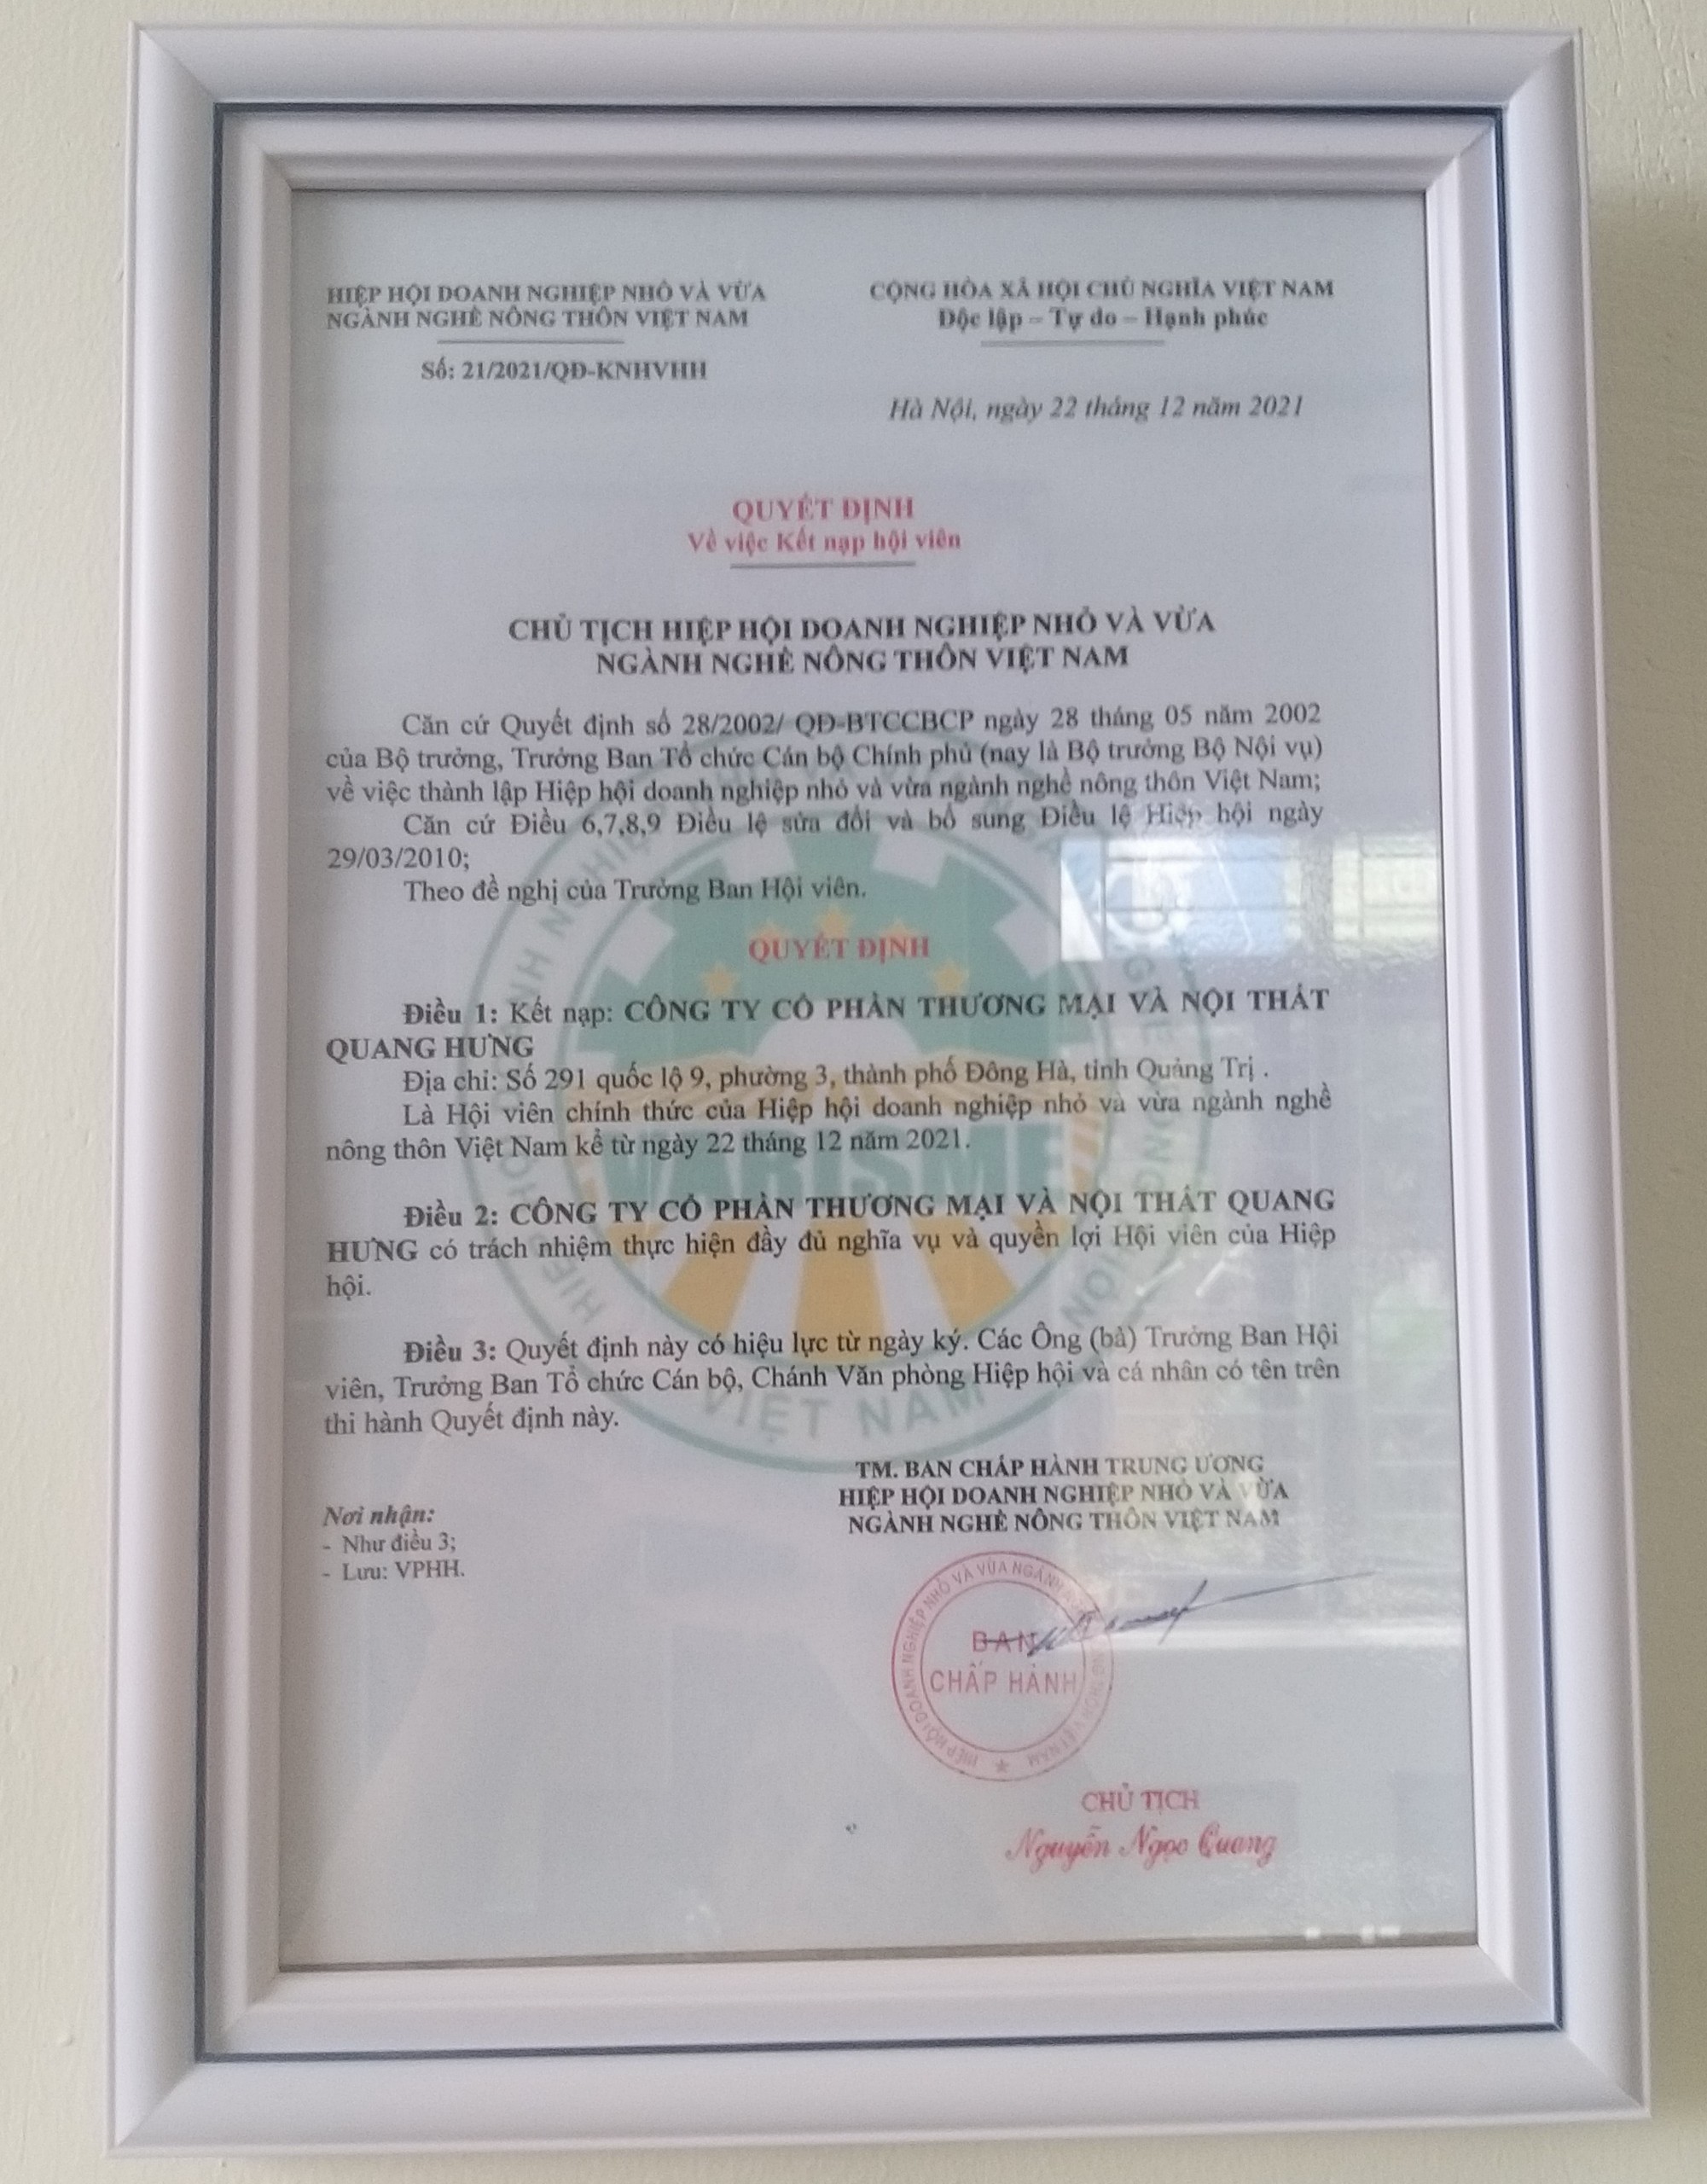 HIỆP HỘI DOANH NGHIỆP NHỎ VÀ VỪA
NGÀNH NGHỀ NÔNG THÔN VIỆT NAM
Số: 21/2021/QĐ-KNHVHH
CỘNG HÒA XÃ HỘI CHỦ NGHĨA VIỆT NAM
Độc lập – Tự do – Hạnh phúc
Hà Nội, ngày 22 tháng 12 năm 2021
QUYẾT ĐỊNH
Về việc Kết nạp hội viên
CHỦ TỊCH HIỆP HỘI DOANH NGHIỆP NHỎ VÀ VỪA
NGÀNH NGHỀ NÔNG THÔN VIỆT NAM
Căn cứ Quyết định số 28/2002/ QĐ-BTCCBCP ngày 28 tháng 05 năm 2002
của Bộ trưởng, Trưởng Ban Tổ chức Cán bộ Chính phủ (nay là Bộ trưởng Bộ Nội vụ)
về việc thành lập Hiệp hội doanh nghiệp nhỏ và vừa ngành nghề nông thôn Việt Nam;
Căn cứ Điều 6,7,8,9 Điều lệ sửa đổi và bổ sung Điều lệ Hiệp hội ngày
29/03/2010;
Theo đề nghị của Trưởng Ban Hội viên.
QUYẾT ĐỊNH
Điều 1: Kết nạp: CÔNG TY CỔ PHẦN THƯƠNG MẠI VÀ NỘI THẤT
QUANG HƯNG
Địa chỉ: Số 291 quốc lộ 9, phường 3, thành phố Đông Hà, tỉnh Quảng Trị .
Là Hội viên chính thức của Hiệp hội doanh nghiệp nhỏ và vừa ngành nghề
nông thôn Việt Nam kể từ ngày 22 tháng 12 năm 2021.
VARISME
Điều 2: CÔNG TY CỔ PHẦN THƯƠNG MẠI VÀ NỘI THẤT QUANG
HƯNG có trách nhiệm thực hiện đầy đủ nghĩa vụ và quyền lợi Hội viên của Hiệp
hội.
Điều 3: Quyết định này có hiệu lực từ ngày ký. Các Ông (bà) Trưởng Ban Hội
viên, Trưởng Ban Tổ chức Cán bộ, Chánh Văn phòng Hiệp hội và cá nhân có tên trên
thi hành Quyết định này.
VIỆT NAM
Nơi nhận:
- Như điều 3;
- Lưu: VPHH.
TM. BAN CHẤP HÀNH TRUNG ƯƠNG
HIỆP HỘI DOANH NGHIỆP NHỎ VÀ VỪA
NGÀNH NGHỀ NÔNG THÔN VIỆT NAM
HIỆP HỘI DOANH NGHIỆP NHỎ VÀ VỪA NGÀNH NÔNG THÔN VIỆT NAM
BAN
CHẤP HÀNH
CHỦ TỊCH
Nguyễn Ngọc Quang